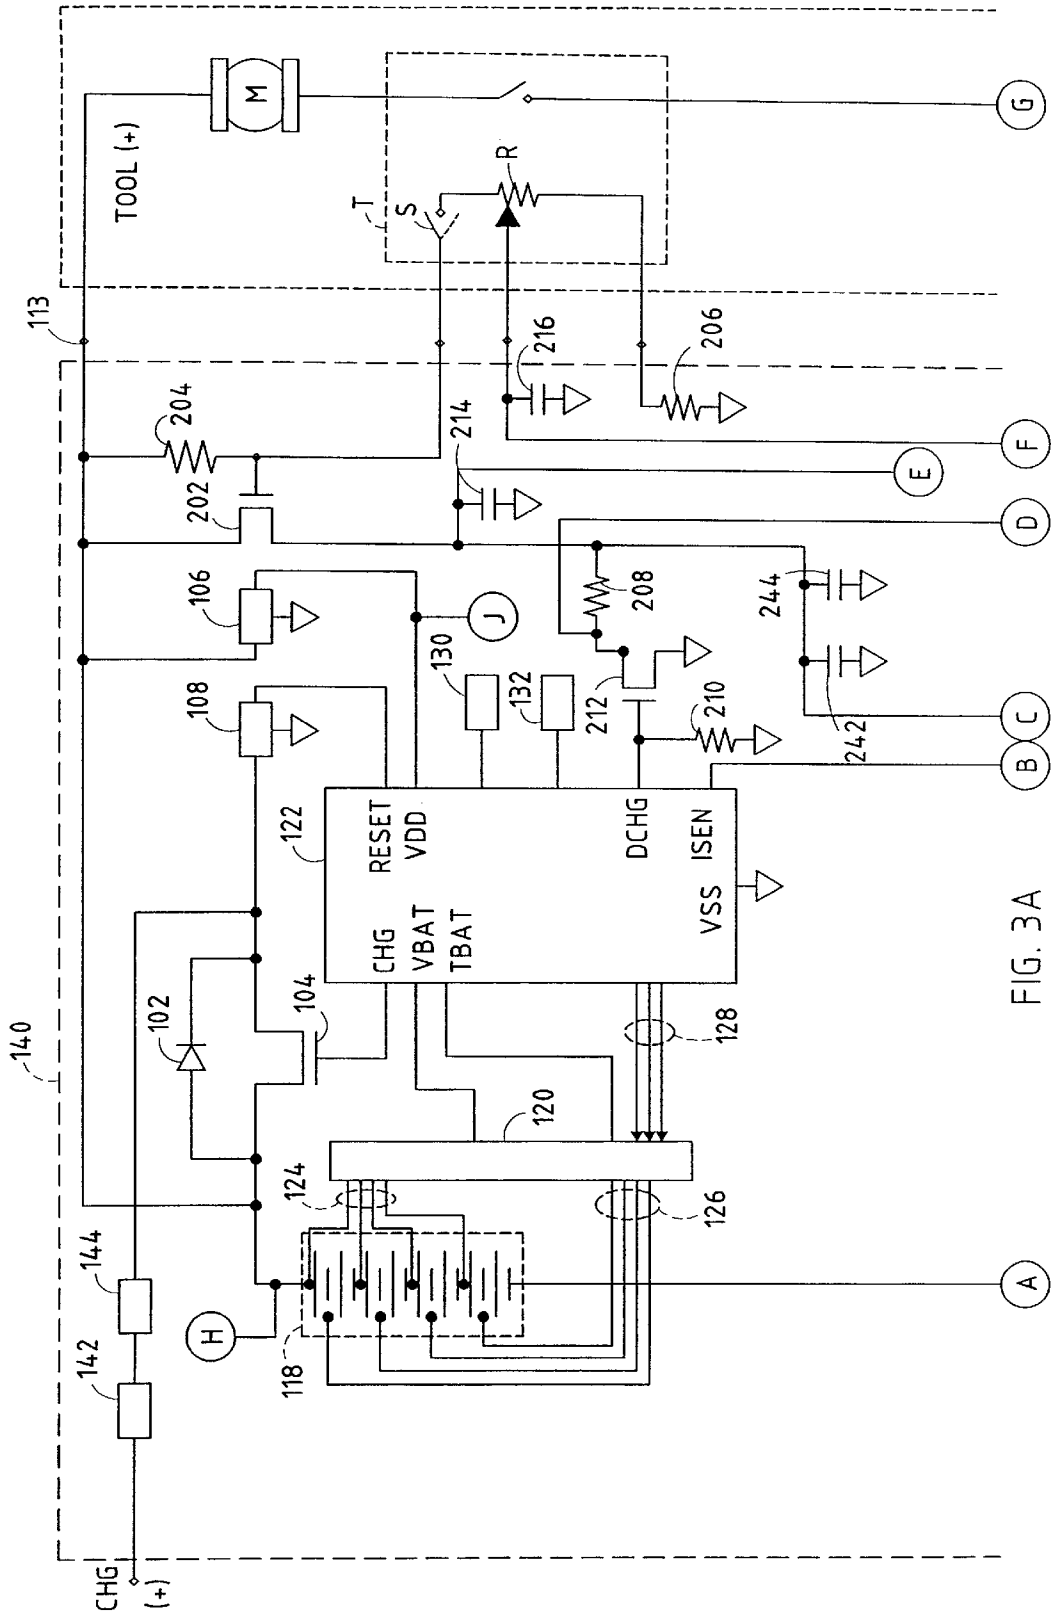 140
113
CHG
(+)
142
144
102
108
106
202
204
TOOL (+)
M
H
104
T
S
R
118
124
120
122
CHG
VBAT
TBAT
RESET
VDD
DCHG
ISEN
VSS
J
130
132
212
208
210
214
216
206
126
128
242
244
A
B
C
D
E
F
G
FIG. 3A